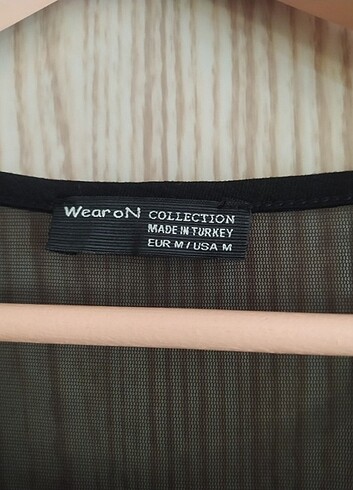 WearoN COLLECTION
MADE IN TURKEY
EUR M / USA M